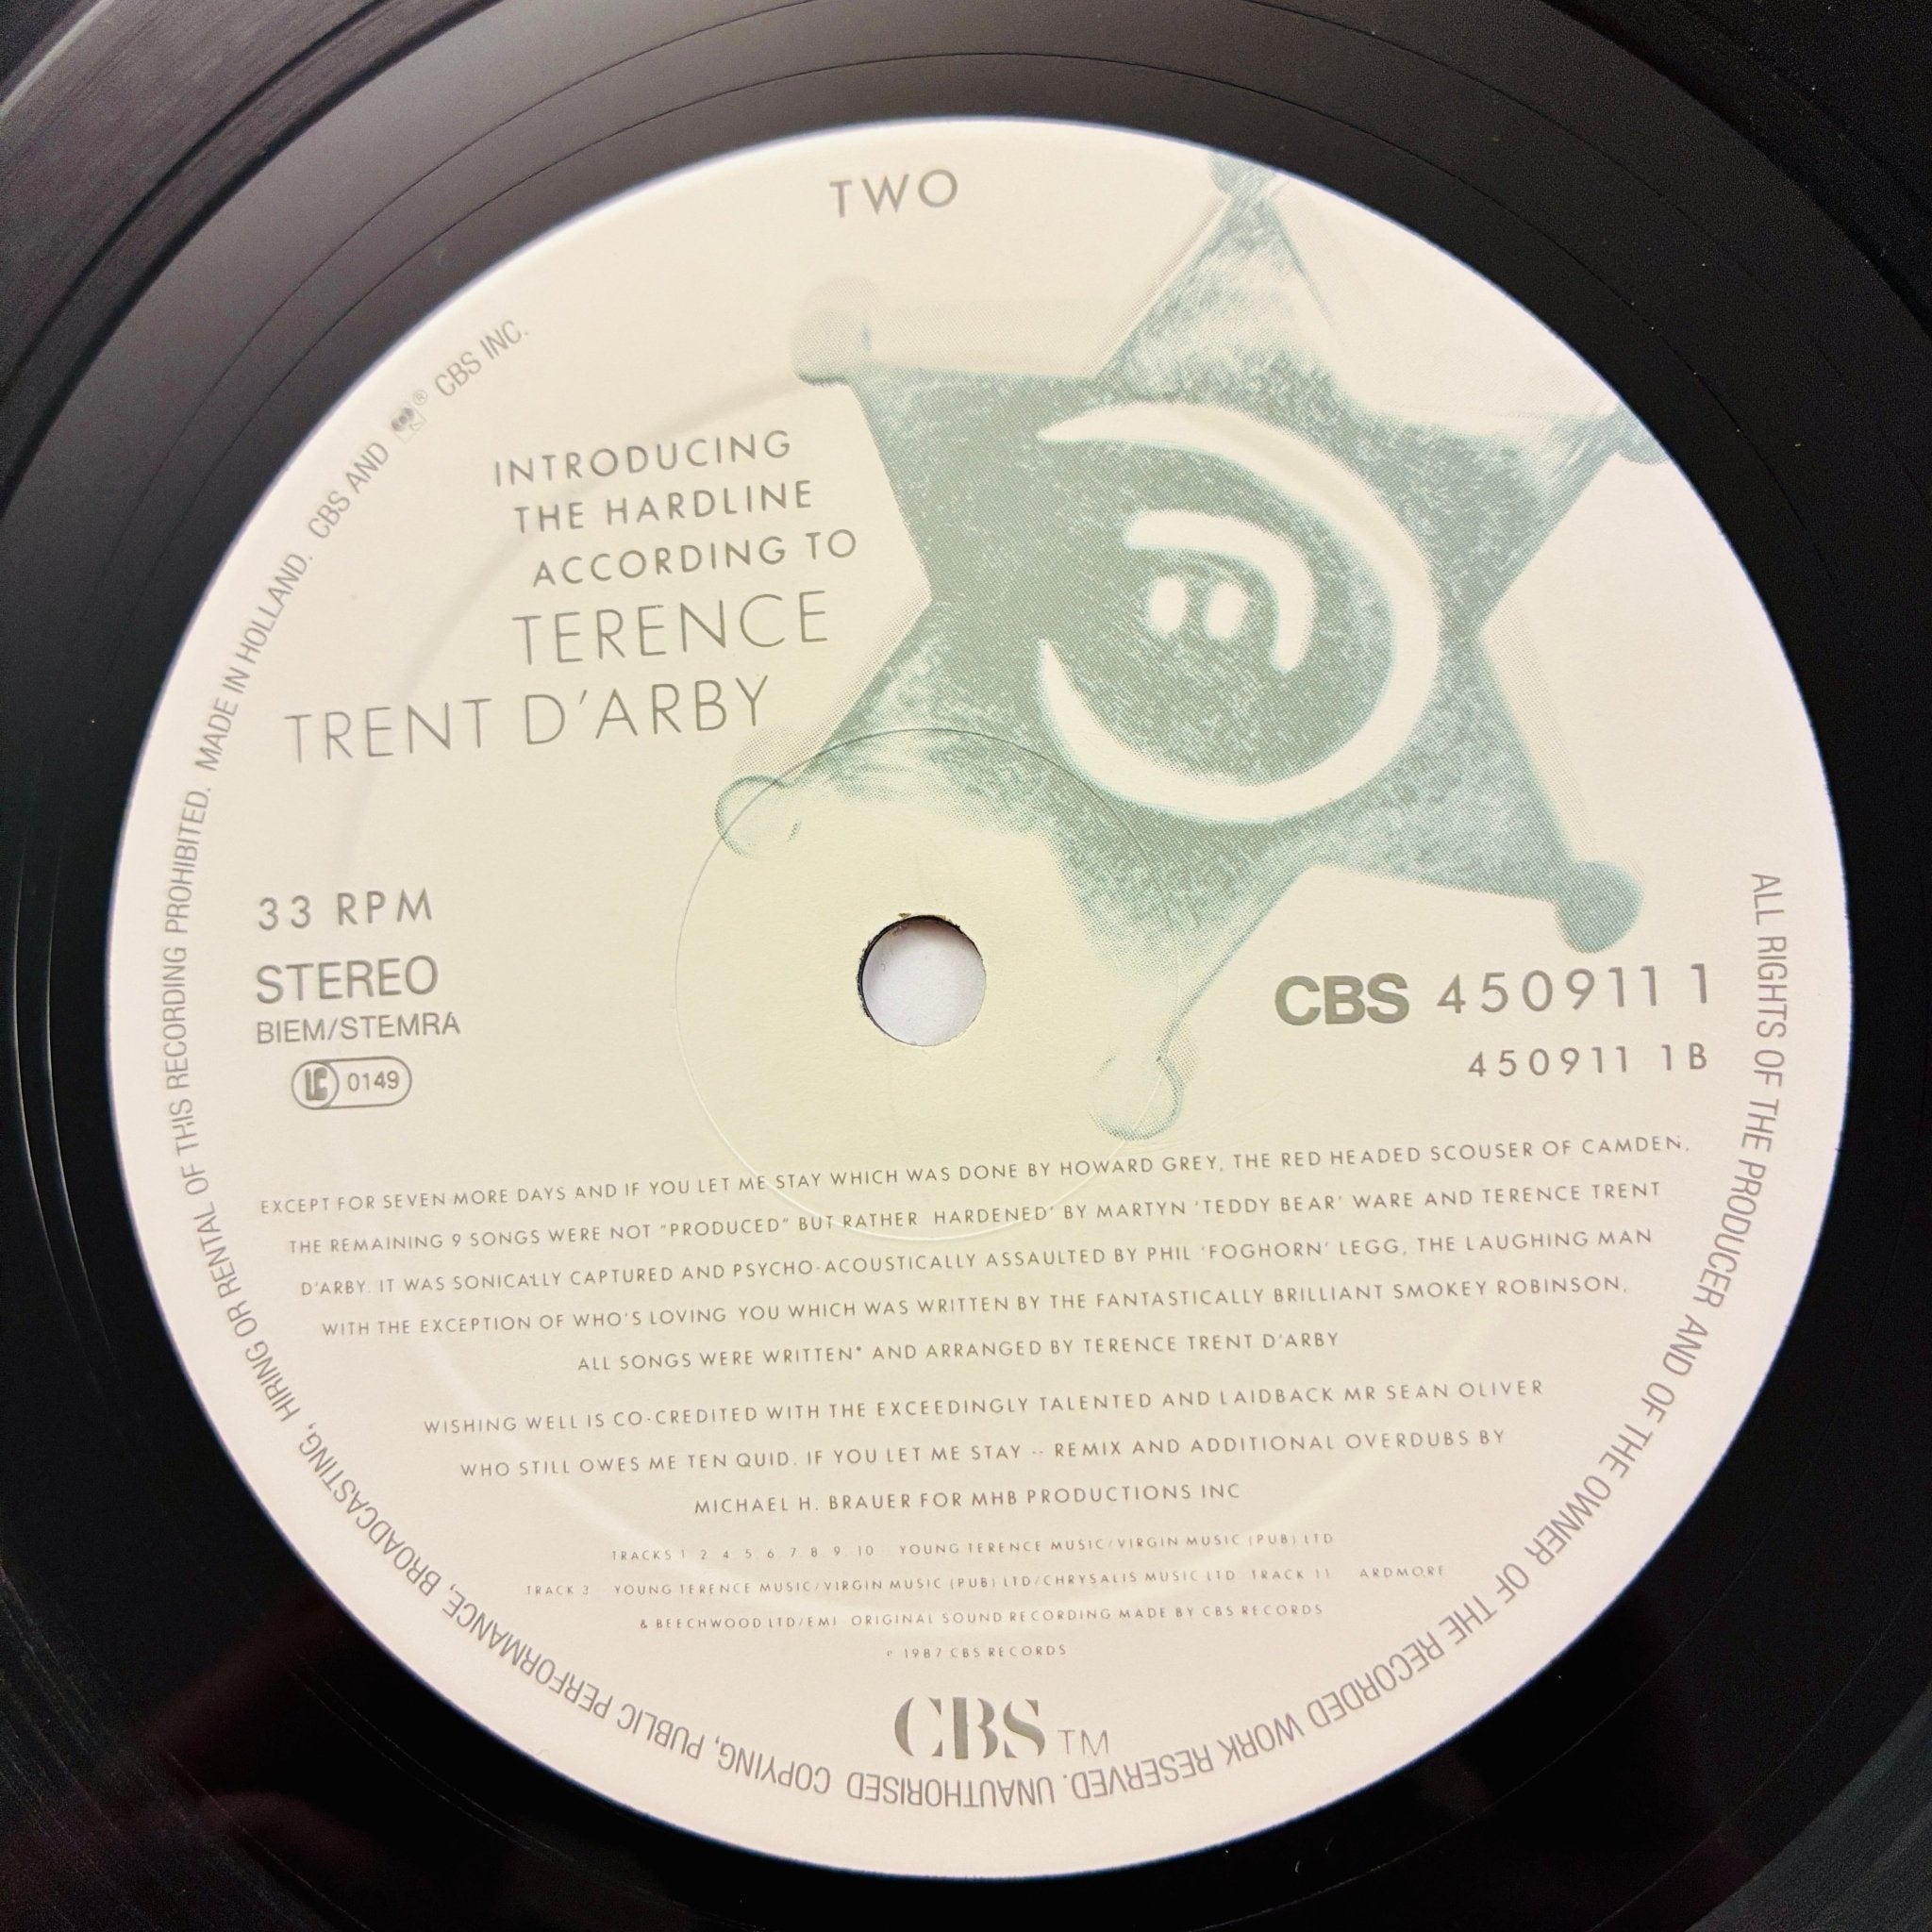 TWO
INTRODUCING
THE HARDLINE
ACCORDING TO
TERENCE
TRENT D'ARBY
33 RPM
STEREO
BIEM/STEMRA
LC 0149
CBS 450911 1
450911 1B
EXCEPT FOR SEVEN MORE DAYS AND IF YOU LET ME STAY WHICH WAS DONE BY HOWARD GREY, THE RED HEADED SCOUSER OF CAMDEN,
THE REMAINING 9 SONGS WERE NOT "PRODUCED" BUT RATHER HARDENED' BY MARTYN 'TEDDY BEAR' WARE AND TERENCE TRENT
D'ARBY. IT WAS SONICALLY CAPTURED AND PSYCHO-ACOUSTICALLY ASSAULTED BY PHIL 'FOGHORN' LEGG, THE LAUGHING MAN
WITH THE EXCEPTION OF WHO'S LOVING YOU WHICH WAS WRITTEN BY THE FANTASTICALLY BRILLIANT SMOKEY ROBINSON,
ALL SONGS WERE WRITTEN* AND ARRANGED BY TERENCE TRENT D'ARBY
WISHING WELL IS CO-CREDITED WITH THE EXCEEDINGLY TALENTED AND LAIDBACK MR SEAN OLIVER
WHO STILL OWES ME TEN QUID. IF YOU LET ME STAY -- REMIX AND ADDITIONAL OVERDUBS BY
MICHAEL H. BRAUER FOR MHB PRODUCTIONS INC
TRACKS 1 2 4 5 6 7 8 9 10 YOUNG TERENCE MUSIC/VIRGIN MUSIC (PUB) LTD
TRACK 3 YOUNG TERENCE MUSIC/VIRGIN MUSIC (PUB) LTD/CHRYSALIS MUSIC LTD TRACK 11 ARDMORE
& BEECHWOOD LTD/EMI ORIGINAL SOUND RECORDING MADE BY CBS RECORDS
℗ 1987 CBS RECORDS
CBS TM
ALL RIGHTS OF THE PRODUCER AND OF THE OWNER OF THE RECORDED WORK RESERVED. UNAUTHORISED COPYING, PUBLIC PERFORMANCE, BROADCASTING, HIRING OR RENTAL OF THIS RECORDING PROHIBITED. MADE IN HOLLAND. CBS AND ® CBS INC.